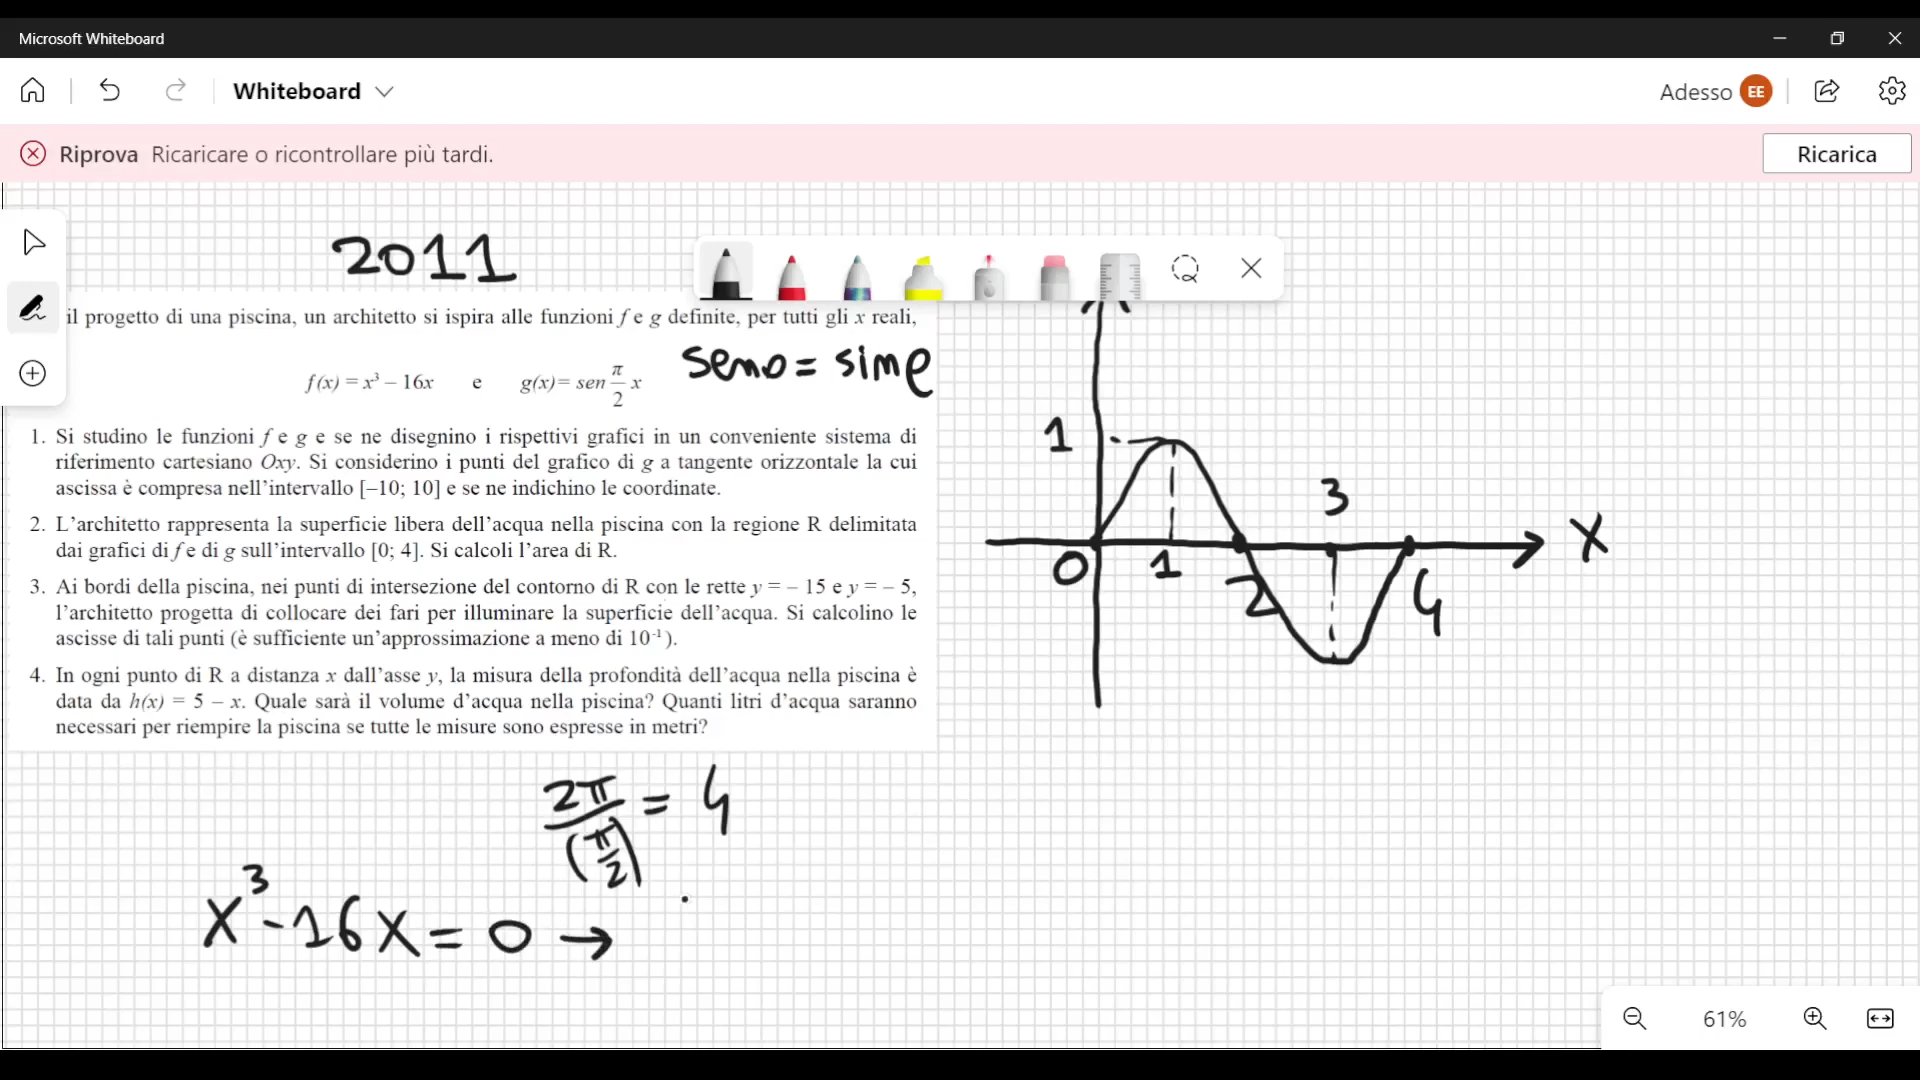 Microsoft Whiteboard
Whiteboard
Adesso EE
Riprova Ricaricare o ricontrollare più tardi.
Ricarica
2011
il progetto di una piscina, un architetto si ispira alle funzioni f e g definite, per tutti gli x reali,
seno = sine
f(x) = x³ – 16x e g(x)= sen π/2 x
1. Si studino le funzioni f e g e se ne disegnino i rispettivi grafici in un conveniente sistema di
riferimento cartesiano Oxy. Si considerino i punti del grafico di g a tangente orizzontale la cui
ascissa è compresa nell'intervallo [–10; 10] e se ne indichino le coordinate.
2. L'architetto rappresenta la superficie libera dell'acqua nella piscina con la regione R delimitata
dai grafici di f e di g sull'intervallo [0; 4]. Si calcoli l'area di R.
3. Ai bordi della piscina, nei punti di intersezione del contorno di R con le rette y = – 15 e y = – 5,
l'architetto progetta di collocare dei fari per illuminare la superficie dell'acqua. Si calcolino le
ascisse di tali punti (è sufficiente un'approssimazione a meno di 10⁻¹).
4. In ogni punto di R a distanza x dall'asse y, la misura della profondità dell'acqua nella piscina è
data da h(x) = 5 – x. Quale sarà il volume d'acqua nella piscina? Quanti litri d'acqua saranno
necessari per riempire la piscina se tutte le misure sono espresse in metri?
1
3
X
0 1 2 4
2π/(π/2) = 4
x³-16x = 0 →
61%